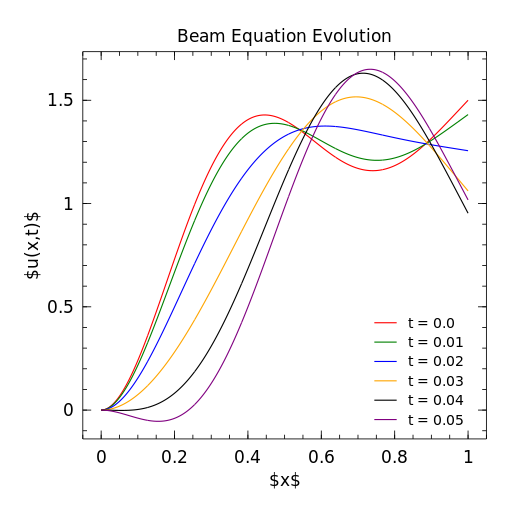 Beam Equation Evolution
$u(x,t)$
1.5
1
0.5
0
t = 0.0
t = 0.01
t = 0.02
t = 0.03
t = 0.04
t = 0.05
0 0.2 0.4 0.6 0.8 1
$x$